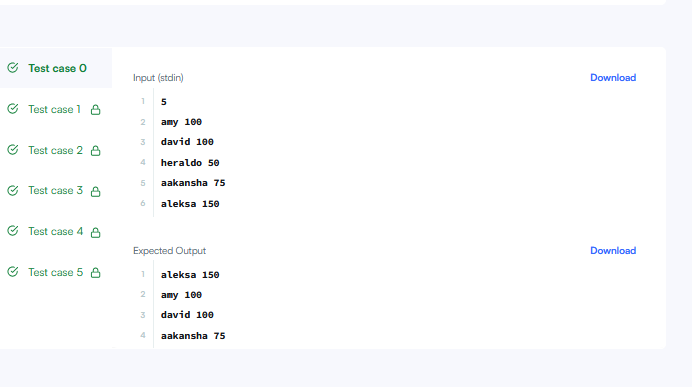 Test case 0
Test case 1
Test case 2
Test case 3
Test case 4
Test case 5
Input (stdin)
Download
1 5
2 amy 100
3 david 100
4 heraldo 50
5 aakansha 75
6 aleksa 150
Expected Output
Download
1 aleksa 150
2 amy 100
3 david 100
4 aakansha 75